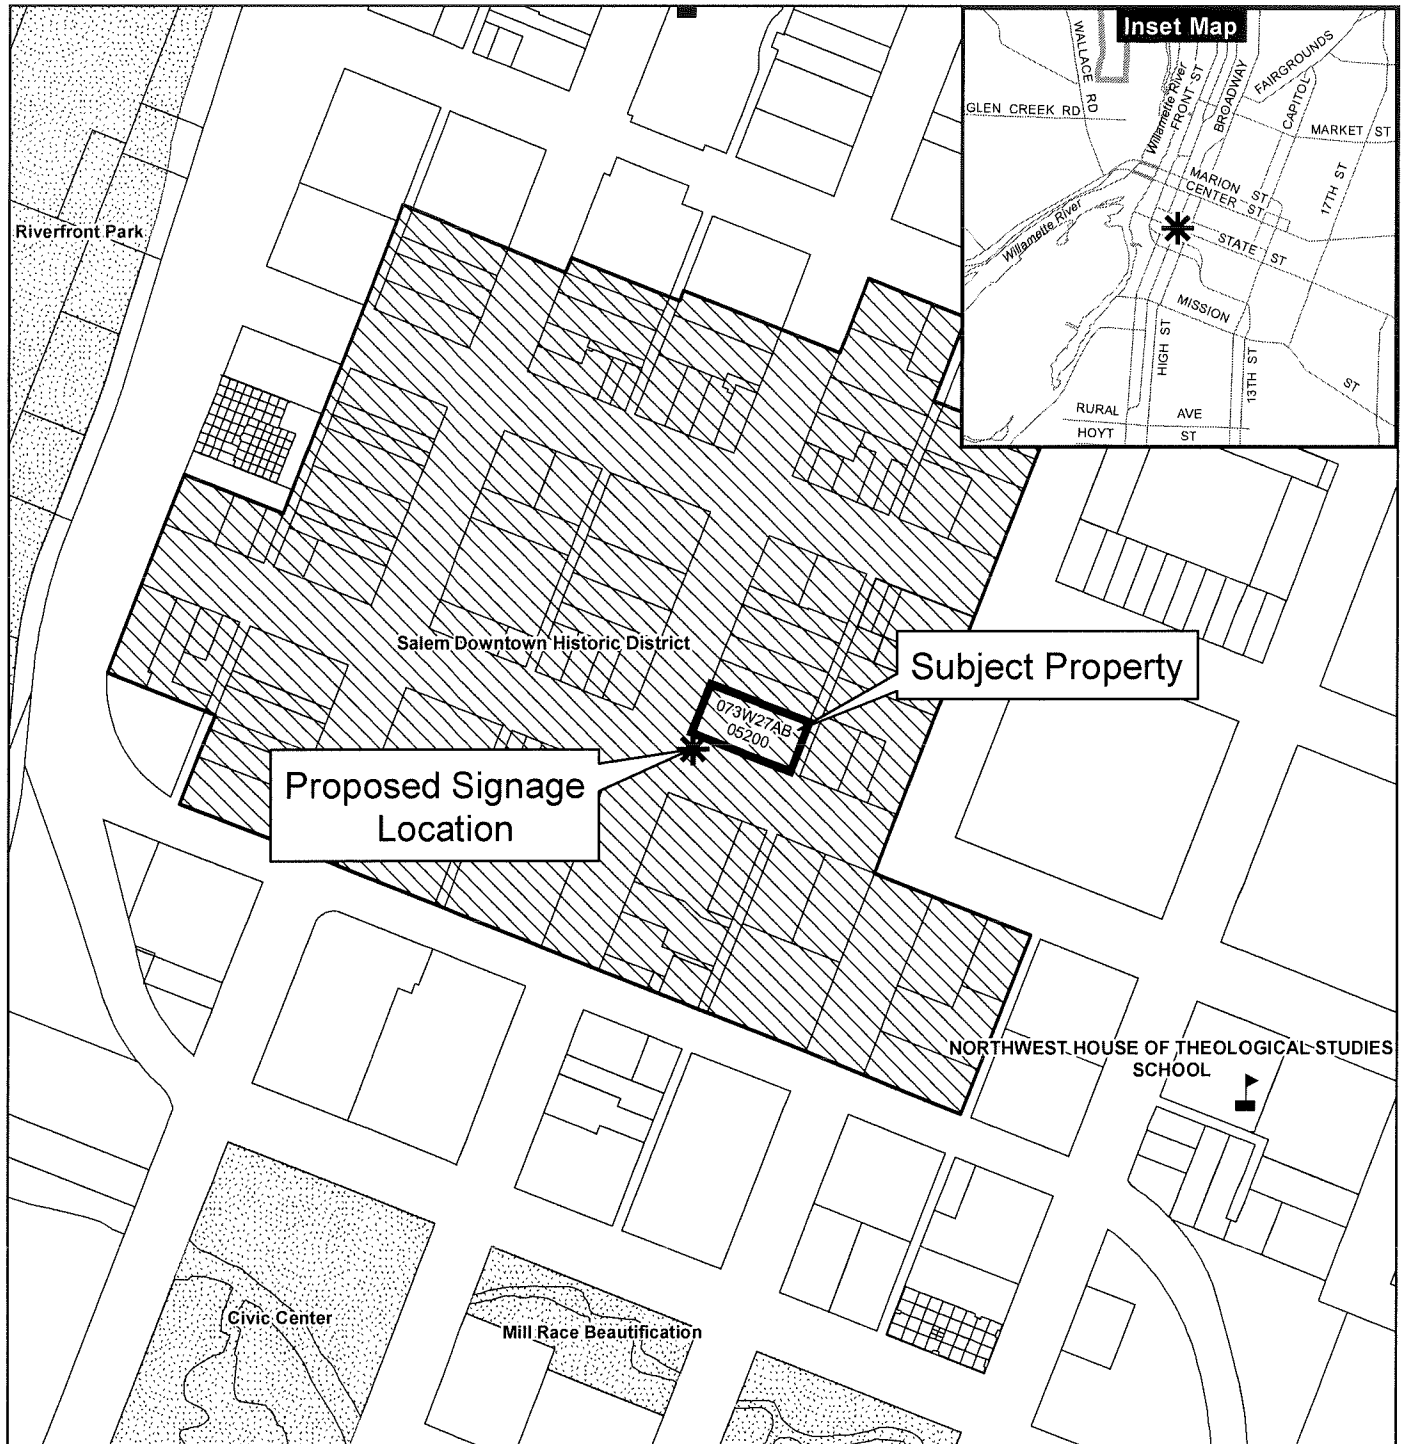 Inset Map
WALLACE RD
Willamette River
FRONT ST
BROADWAY
FAIRGROUNDS
CAPITOL
GLEN CREEK RD
MARKET ST
MARION ST
CENTER ST
17TH ST
Willamette River
STATE ST
MISSION
ST
HIGH ST
13TH ST
RURAL AVE
HOYT ST
Riverfront Park
Salem Downtown Historic District
Subject Property
073W27AB
05200
Proposed Signage
Location
NORTHWEST HOUSE OF THEOLOGICAL STUDIES
SCHOOL
Civic Center
Mill Race Beautification